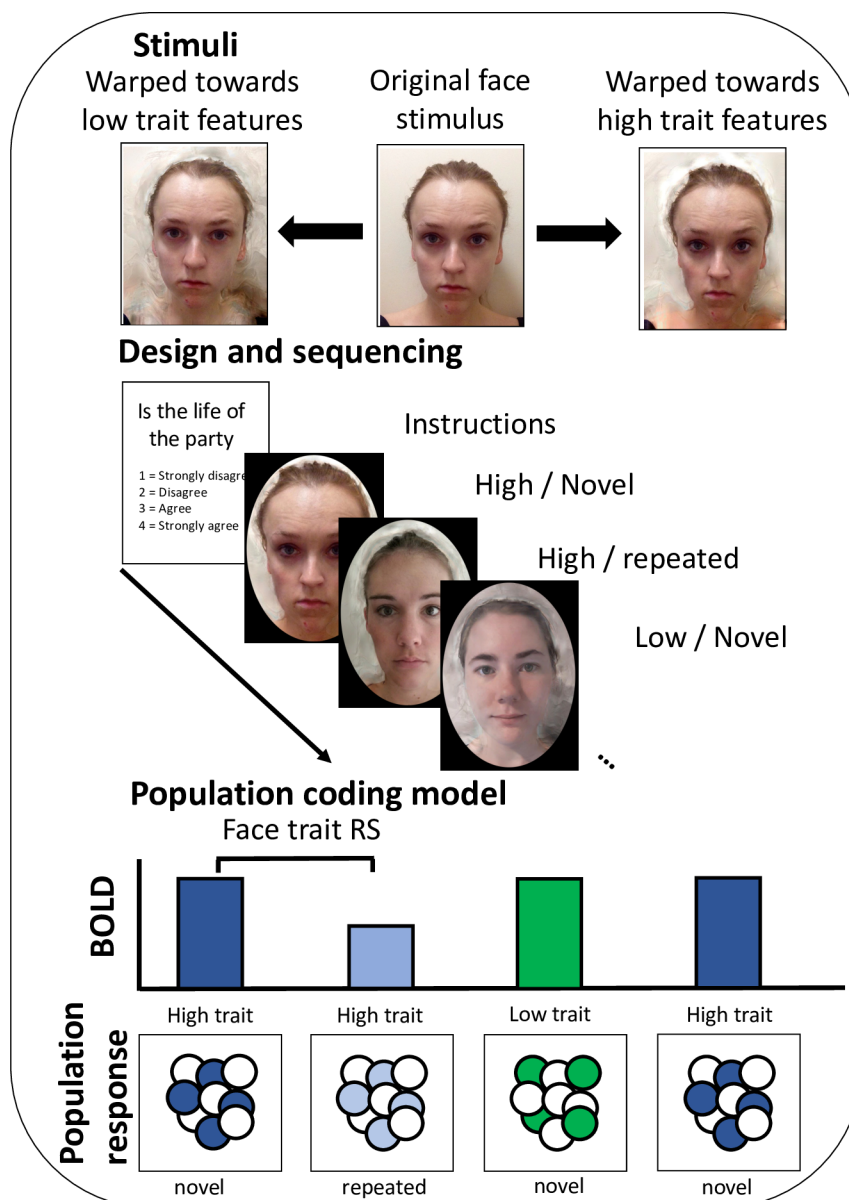 Stimuli
Warped towards
low trait features
Original face
stimulus
Warped towards
high trait features
Design and sequencing
Is the life of
the party
1 = Strongly disagre
2 = Disagree
3 = Agree
4 = Strongly agree
Instructions
High / Novel
High / repeated
Low / Novel
...
Population coding model
Face trait RS
BOLD
High trait
High trait
Low trait
High trait
Population
response
novel
repeated
novel
novel